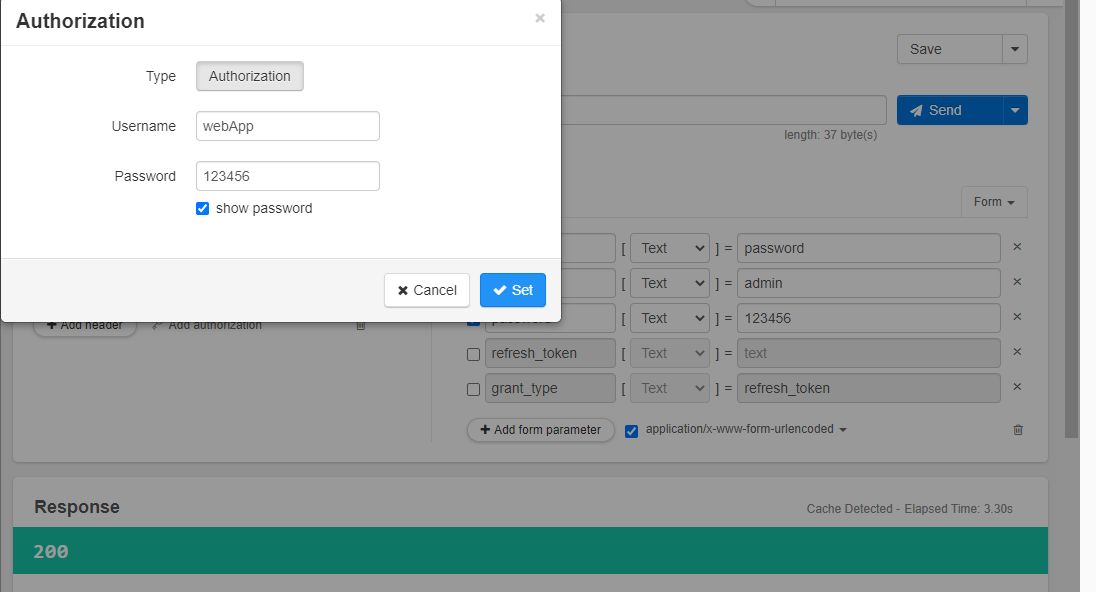 Authorization ×
Type Authorization
Username webApp
Password 123456
show password
Cancel Set
Save
Send
length: 37 byte(s)
Form
[ Text ] = password ×
[ Text ] = admin ×
password [ Text ] = 123456 ×
refresh_token [ Text ] = text ×
grant_type [ Text ] = refresh_token ×
Add header Add authorization
Add form parameter application/x-www-form-urlencoded
Response Cache Detected - Elapsed Time: 3.30s
200